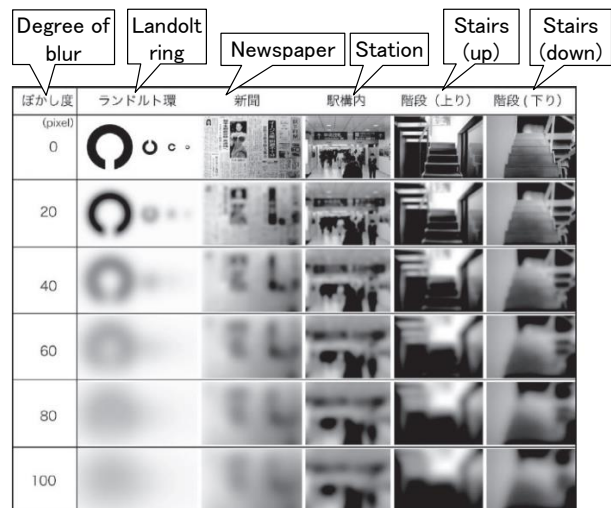 Degree of
blur
Landolt
ring
Newspaper
Station
Stairs
(up)
Stairs
(down)
ぼかし度
ランドルト環
新聞
駅構内
階段（上り）
階段(下り)
(pixel)
0
20
40
60
80
100